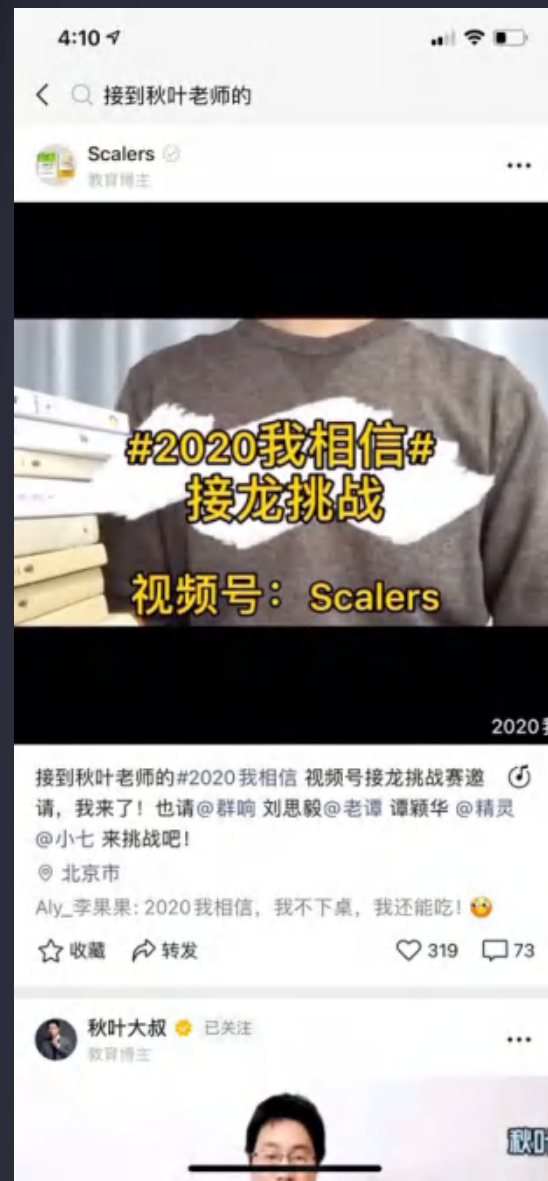 4:10
接到秋叶老师的
Scalers
教育博主
#2020我相信#
接龙挑战
视频号：Scalers
2020
接到秋叶老师的#2020我相信 视频号接龙挑战赛邀
请，我来了！也请@群响 刘思毅@老谭 谭颖华 @精灵
@小七 来挑战吧！
北京市
Aly_李果果: 2020我相信，我不下桌，我还能吃！
收藏 转发 319 73
秋叶大叔 已关注
教育博主
秋叶